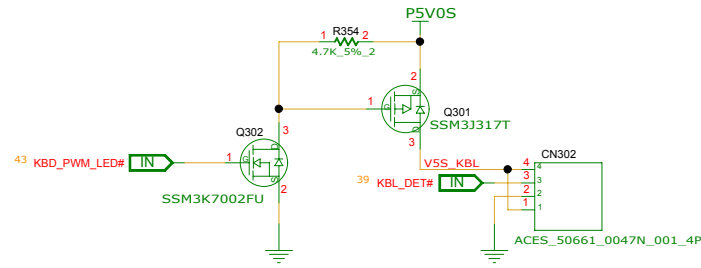 P5V0S
R354
1 2
4.7K_5%_2
2
S
Q301
1
G
SSM3J317T
D
3
Q302
3
D
43 KBD_PWM_LED# IN 1
G
S
2
SSM3K7002FU
V5S_KBL
CN302
39 KBL_DET# IN
4 4
3 3
2 2
1 1
ACES_50661_0047N_001_4P